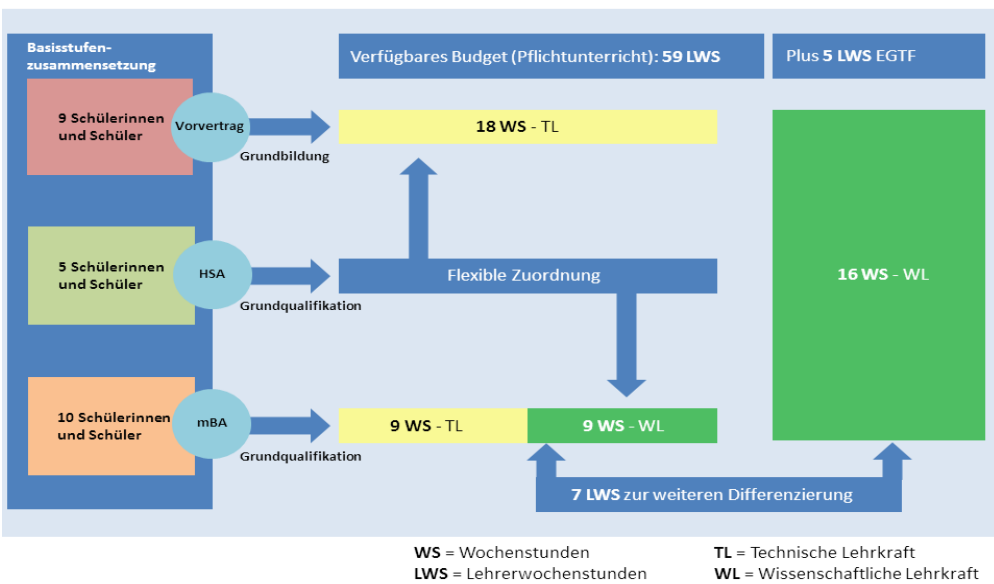 Basisstufen-
zusammensetzung
Verfügbares Budget (Pflichtunterricht): 59 LWS
Plus 5 LWS EGTF
9 Schülerinnen
und Schüler
Vorvertrag
Grundbildung
18 WS - TL
5 Schülerinnen
und Schüler
HSA
Grundqualifikation
Flexible Zuordnung
16 WS - WL
10 Schülerinnen
und Schüler
mBA
Grundqualifikation
9 WS - TL
9 WS - WL
7 LWS zur weiteren Differenzierung
WS = Wochenstunden
TL = Technische Lehrkraft
LWS = Lehrerwochenstunden
WL = Wissenschaftliche Lehrkraft